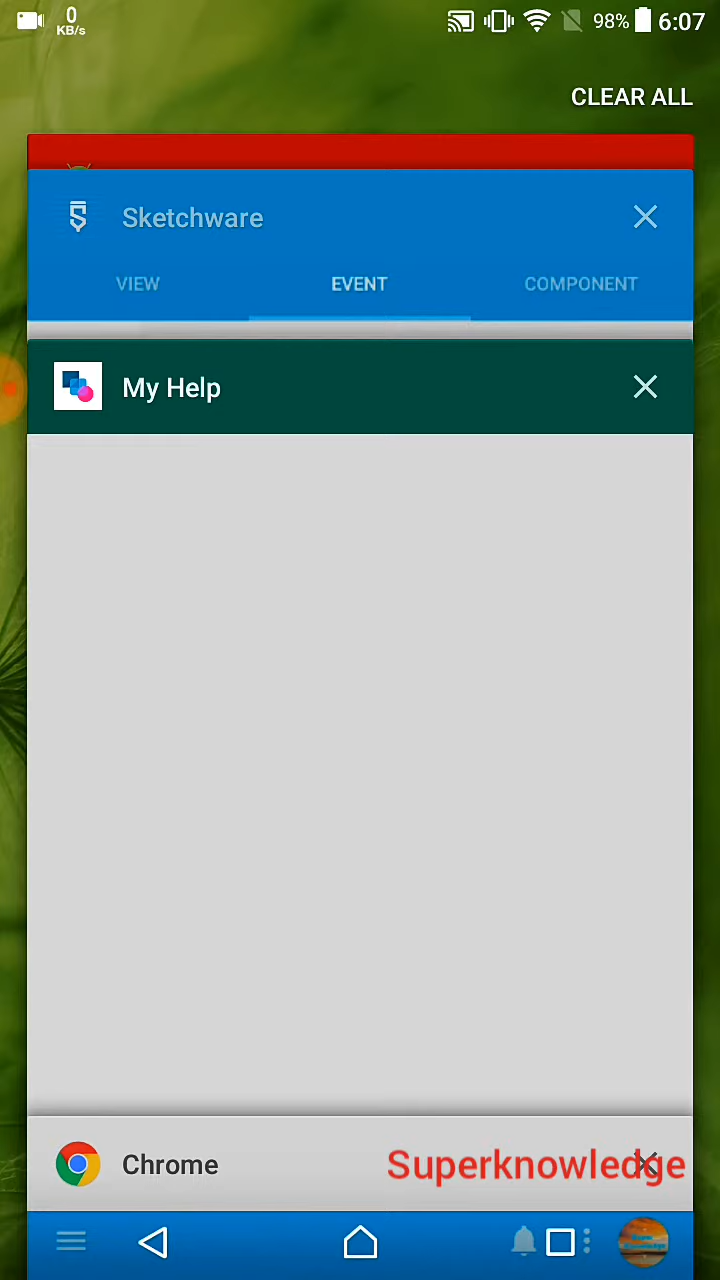 0
KB/s
98%
6:07
CLEAR ALL
Sketchware
VIEW
EVENT
COMPONENT
My Help
Chrome
Superknowledge